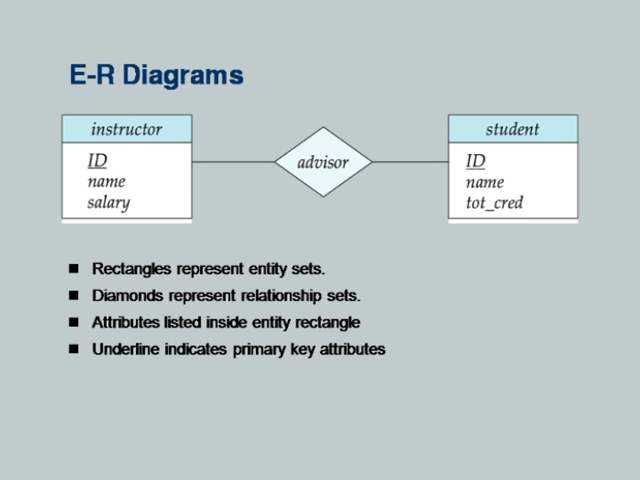 E-R Diagrams
instructor
ID
name
salary
advisor
student
ID
name
tot_cred
Rectangles represent entity sets.
Diamonds represent relationship sets.
Attributes listed inside entity rectangle
Underline indicates primary key attributes